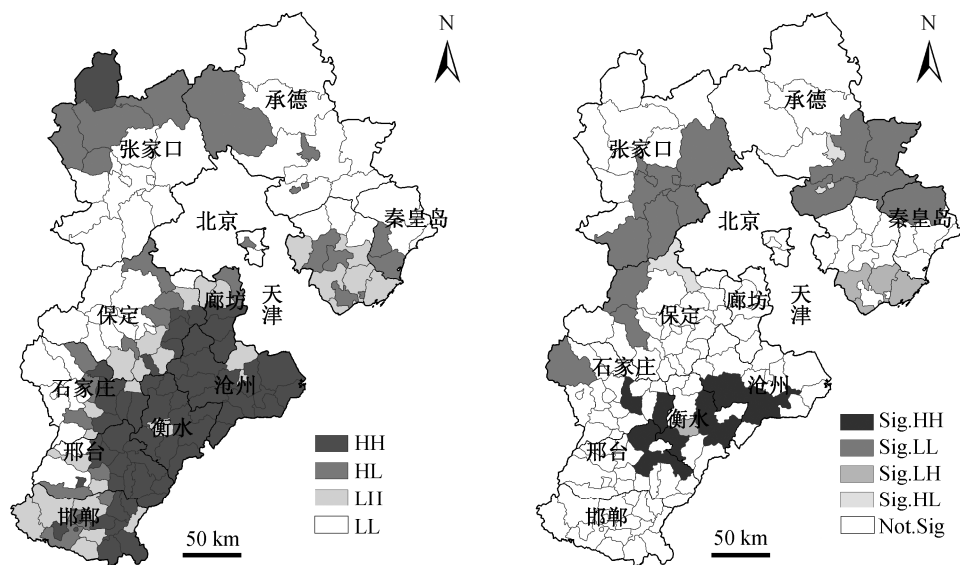 N
承德
张家口
北京
秦皇岛
天
津
廊坊
保定
石家庄
沧州
衡水
邢台
邯郸
HH
HL
LH
LL
50 km
N
承德
张家口
北京
秦皇岛
天
津
廊坊
保定
石家庄
沧州
衡水
邢台
邯郸
Sig.HH
Sig.LL
Sig.LH
Sig.HL
Not.Sig
50 km